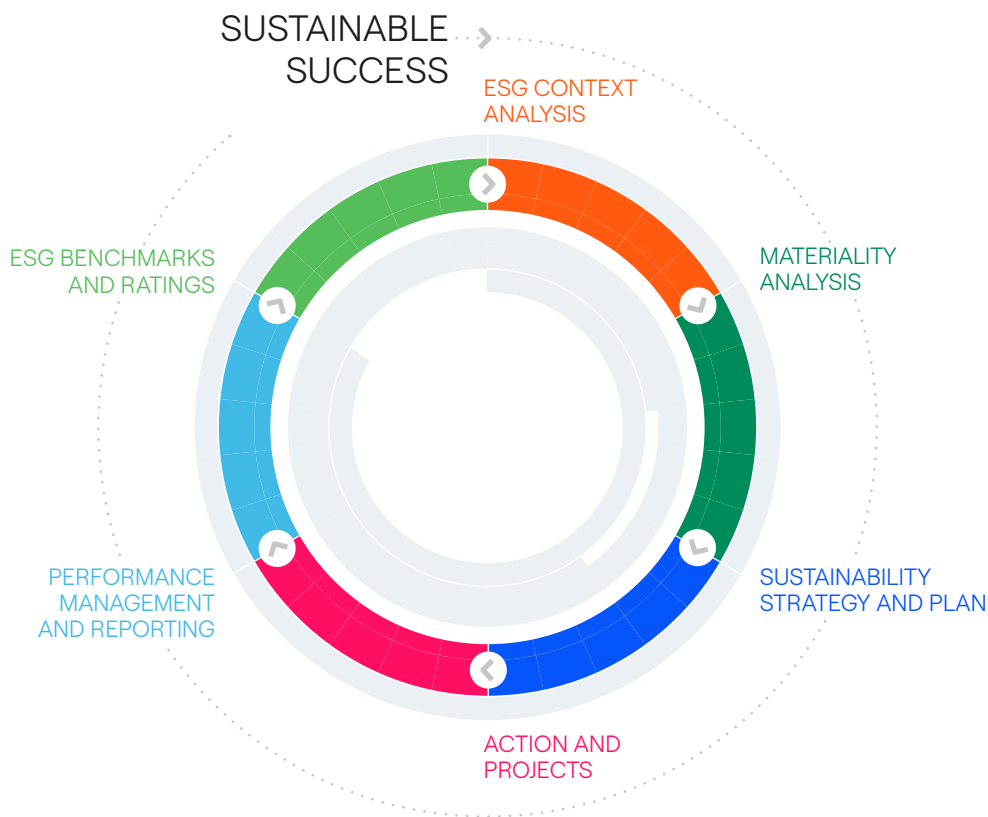 SUSTAINABLE
SUCCESS
ESG CONTEXT
ANALYSIS
MATERIALITY
ANALYSIS
SUSTAINABILITY
STRATEGY AND PLAN
ACTION AND
PROJECTS
PERFORMANCE
MANAGEMENT
AND REPORTING
ESG BENCHMARKS
AND RATINGS